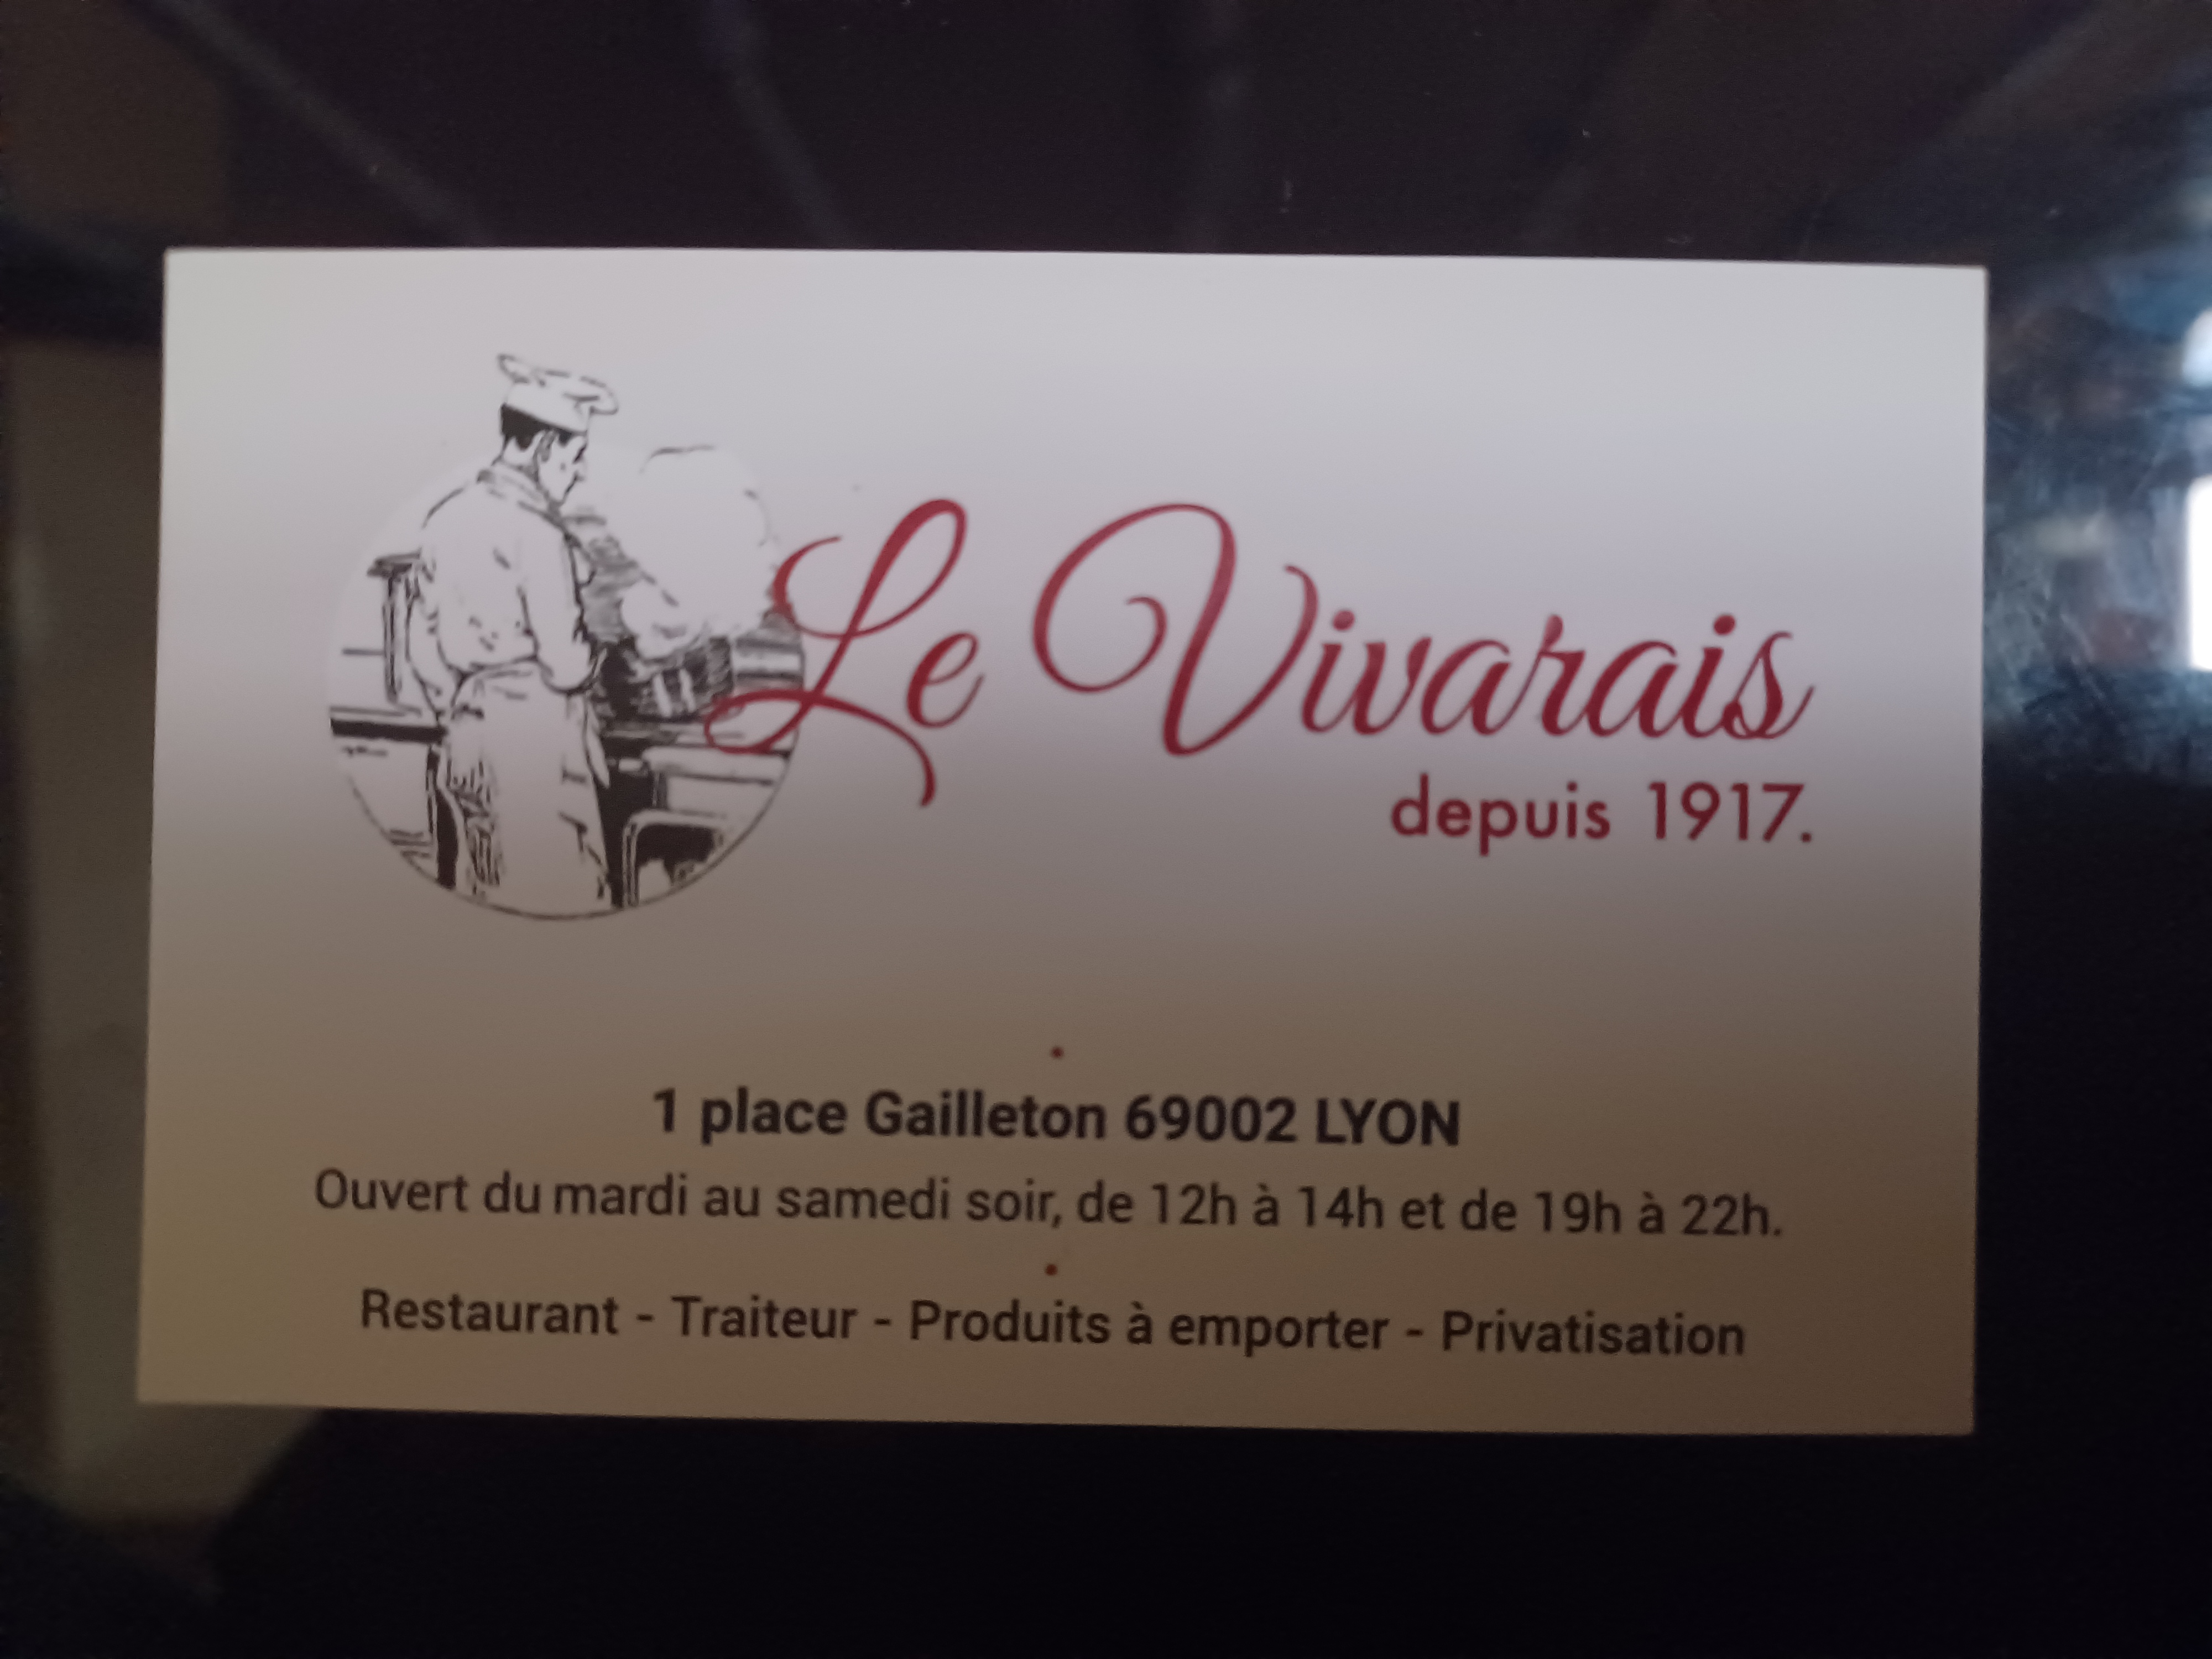 Le Vivarais
depuis 1917.
1 place Gailleton 69002 LYON
Ouvert du mardi au samedi soir, de 12h à 14h et de 19h à 22h.
Restaurant - Traiteur - Produits à emporter - Privatisation